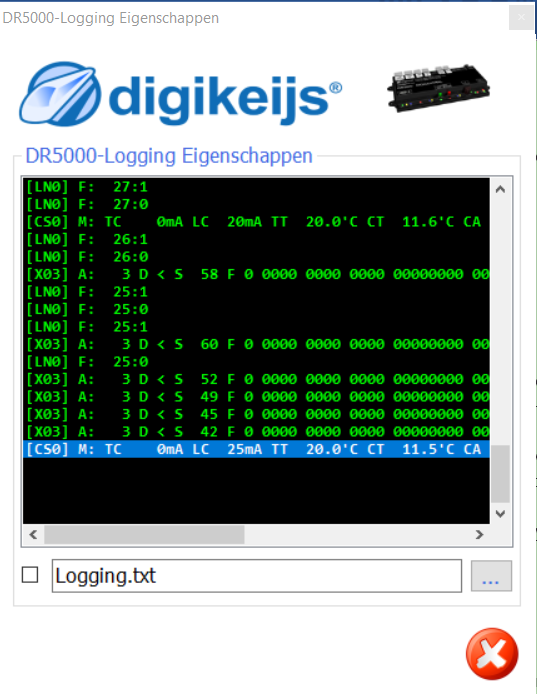 DR5000-Logging Eigenschappen
digikeijs®
DR5000-Logging Eigenschappen
[LN0] F:  27:1
[LN0] F:  27:0
[CS0] M: TC    0mA LC  20mA TT  20.0'C CT  11.6'C CA
[LN0] F:  26:1
[LN0] F:  26:0
[X03] A:   3 D < S  58 F 0 0000 0000 0000 00000000 00
[LN0] F:  25:1
[LN0] F:  25:0
[LN0] F:  25:1
[X03] A:   3 D < S  60 F 0 0000 0000 0000 00000000 00
[LN0] F:  25:0
[X03] A:   3 D < S  52 F 0 0000 0000 0000 00000000 00
[X03] A:   3 D < S  49 F 0 0000 0000 0000 00000000 00
[X03] A:   3 D < S  45 F 0 0000 0000 0000 00000000 00
[X03] A:   3 D < S  42 F 0 0000 0000 0000 00000000 00
[CS0] M: TC    0mA LC  25mA TT  20.0'C CT  11.5'C CA
Logging.txt
...